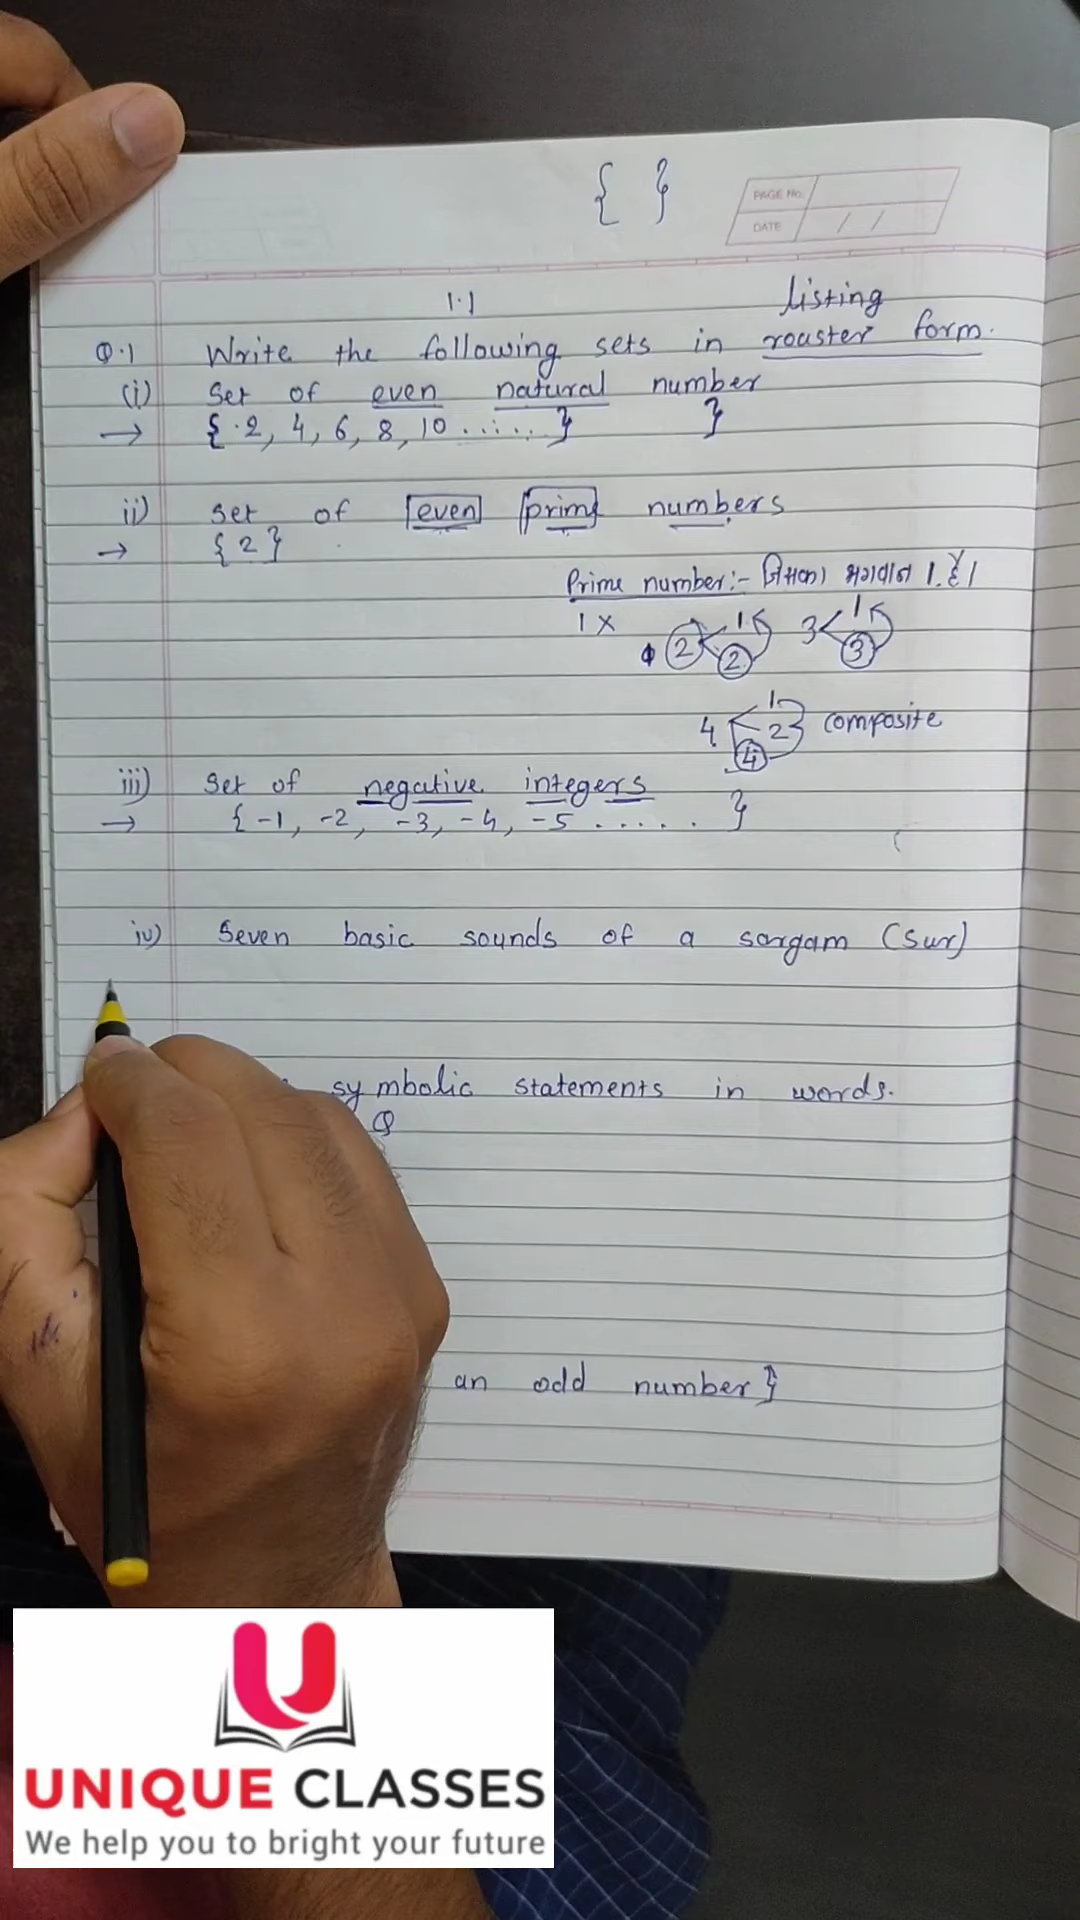 { }
PAGE No.
DATE / /
1.1
listing
Q.1 Write the following sets in roaster form.
(i) Set of even natural number
→ {.2, 4, 6, 8, 10 ...... } }
ii) Set of even prime numbers
→ {2}
Prime number:- जिसका भगवान 1 है।
1 X 2 1 2 3 1 3
4 1 2 4 composite
iii) Set of negative integers
→ {-1, -2, -3, -4, -5 ..... . }
iv) Seven basic sounds of a sargam (sur)
symbolic statements in words.
Q
an odd number}
U
UNIQUE CLASSES
We help you to bright your future